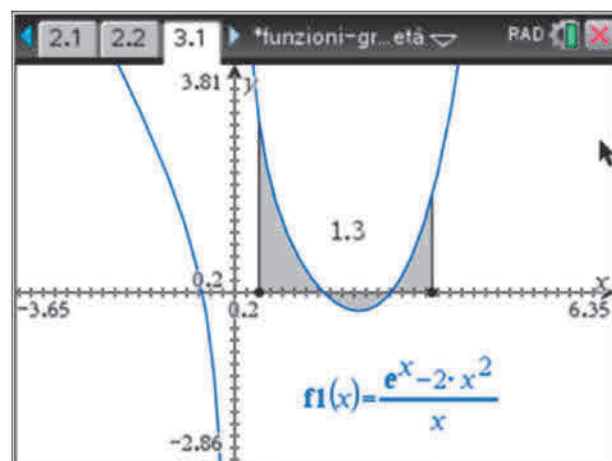 2.1 2.2 3.1 *funzioni-gr...età RAD
3.81 y
1.3
0.2 x
-3.65 0.2 6.35
f1(x)=(e^x-2·x^2)/x
-2.86